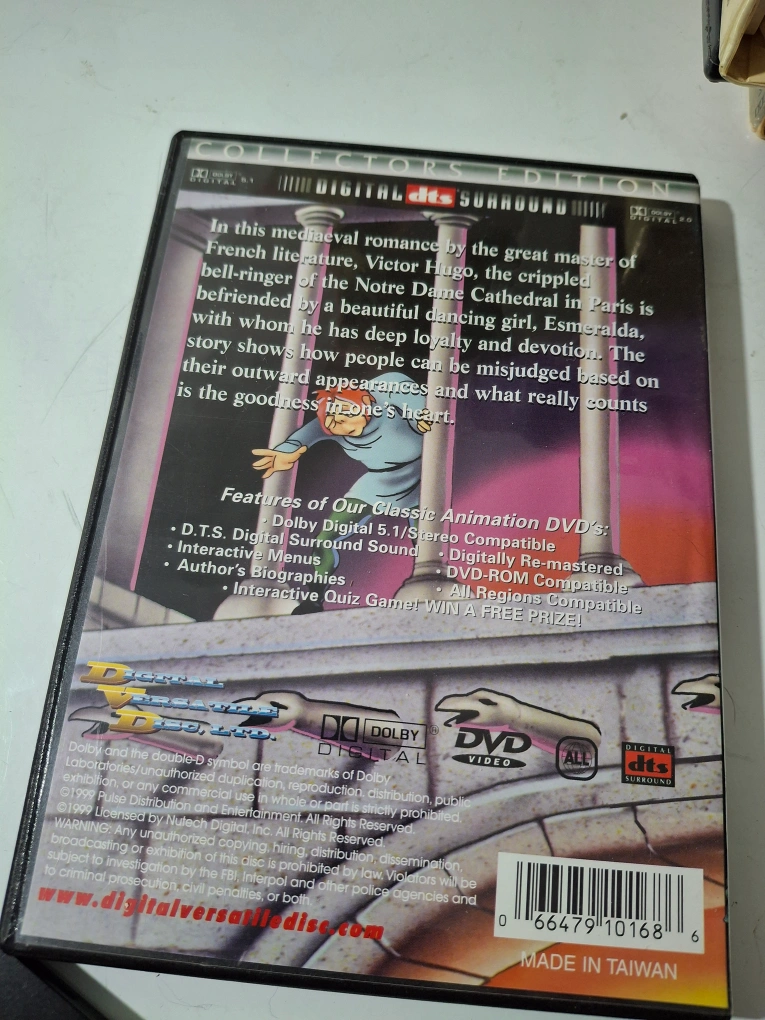 COLLECTORS EDITION
DOLBY DIGITAL 5.1
DIGITAL dts SURROUND
DOLBY DIGITAL 2.0
In this mediaeval romance by the great master of
French literature, Victor Hugo, the crippled
bell-ringer of the Notre Dame Cathedral in Paris is
befriended by a beautiful dancing girl, Esmeralda,
with whom he has deep loyalty and devotion. The
story shows how people can be misjudged based on
their outward appearances and what really counts
is the goodness in one's heart.
Features of Our Classic Animation DVD's:
• Dolby Digital 5.1/Stereo Compatible
• D.T.S. Digital Surround Sound • Digitally Re-mastered
• Interactive Menus • DVD-ROM Compatible
• Author's Biographies • All Regions Compatible
• Interactive Quiz Game! WIN A FREE PRIZE!
DIGITAL
VERSATILE
DISC, LTD.
DOLBY®
DIGITAL
DVD
VIDEO
ALL
DIGITAL
dts
SURROUND
Dolby and the double-D symbol are trademarks of Dolby
Laboratories/unauthorized duplication, reproduction, distribution, public
exhibition, or any commercial use in whole or part is strictly prohibited.
©1999 Pulse Distribution and Entertainment. All Rights Reserved.
©1999 Licensed by Nutech Digital, Inc. All Rights Reserved.
WARNING: Any unauthorized copying, hiring, distribution, dissemination,
broadcasting or exhibition of this disc is prohibited by law. Violators will be
subject to investigation by the FBI, Interpol and other police agencies and
to criminal prosecution, civil penalties, or both.
www.digitalversatiledisc.com
0 66479 10168 6
MADE IN TAIWAN